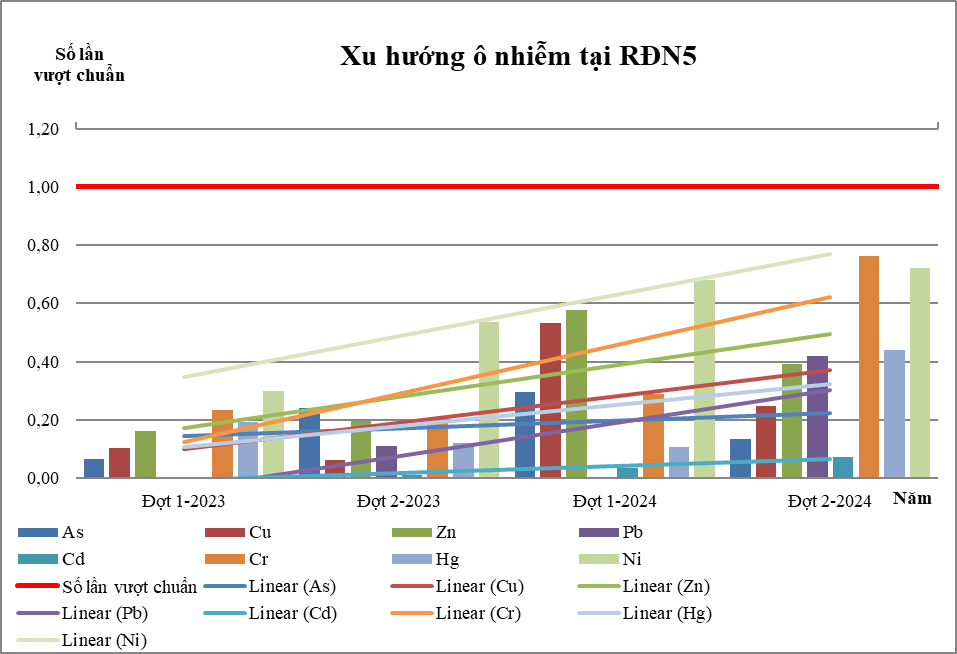 Số lần
vượt chuẩn
Xu hướng ô nhiễm tại RĐN5
1,20
1,00
0,80
0,60
0,40
0,20
0,00
Đợt 1-2023 Đợt 2-2023 Đợt 1-2024 Đợt 2-2024 Năm
As Cu Zn Pb
Cd Cr Hg Ni
Số lần vượt chuẩn Linear (As) Linear (Cu) Linear (Zn)
Linear (Pb) Linear (Cd) Linear (Cr) Linear (Hg)
Linear (Ni)